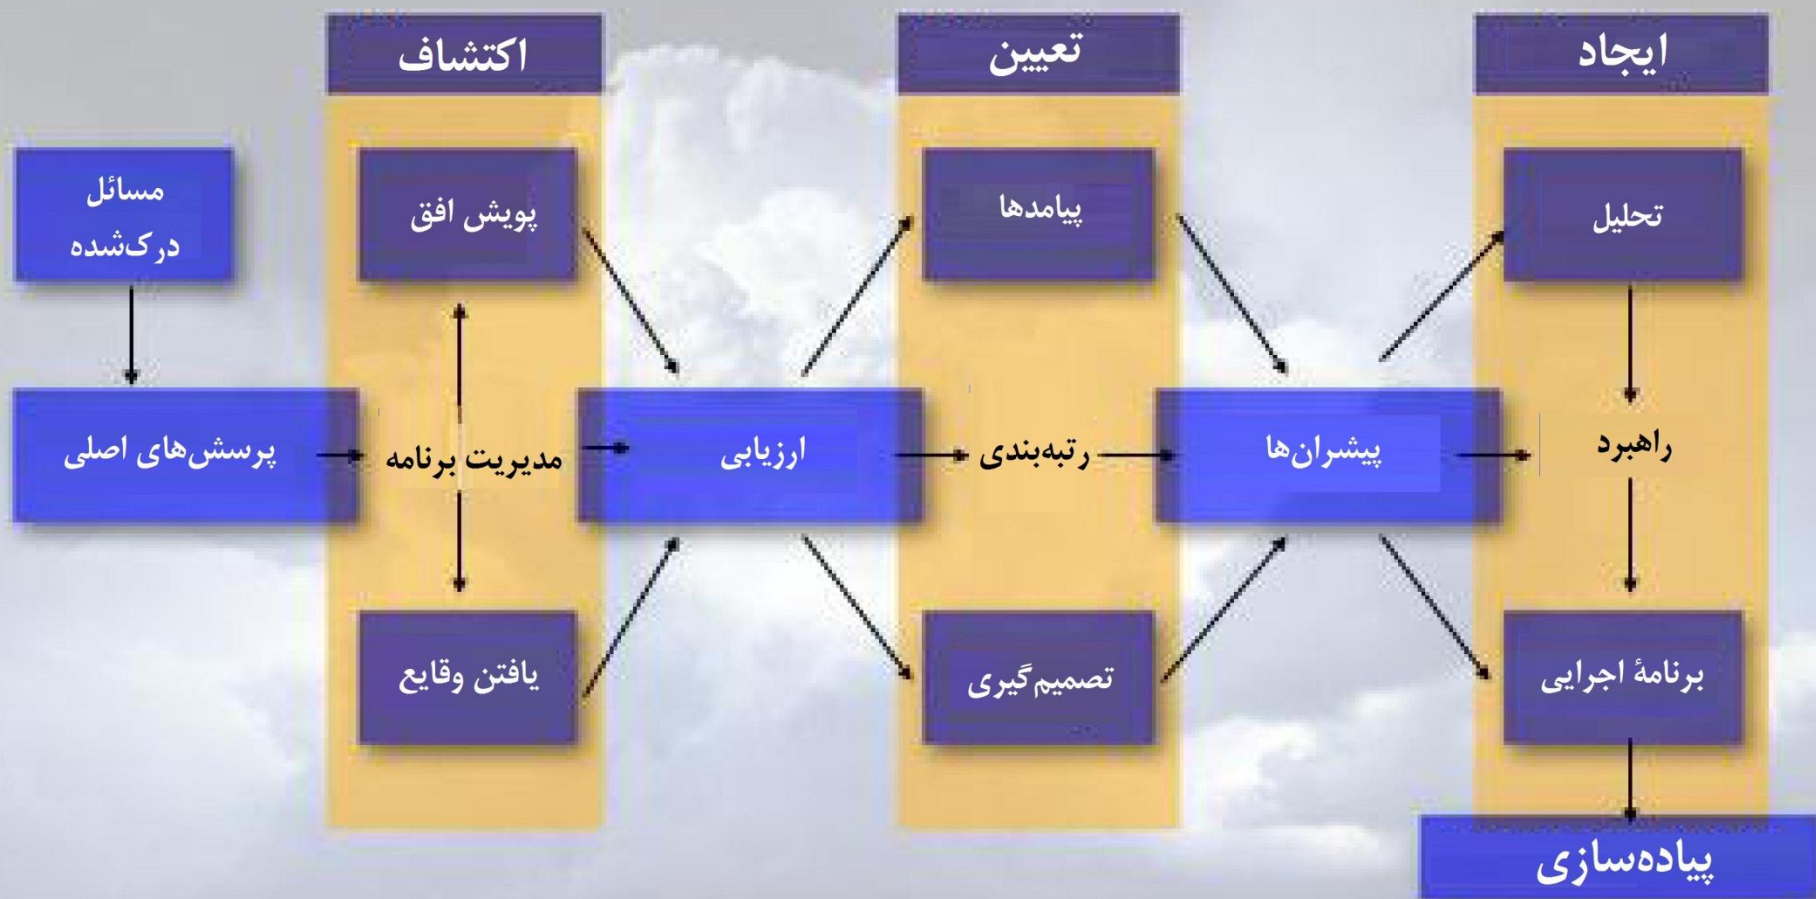 اکتشاف
تعیین
ایجاد
مسائل
درک‌شده
پویش افق
پیامدها
تحلیل
پرسش‌های اصلی
مدیریت برنامه
ارزیابی
رتبه‌بندی
پیشران‌ها
راهبرد
یافتن وقایع
تصمیم‌گیری
برنامهٔ اجرایی
پیاده‌سازی